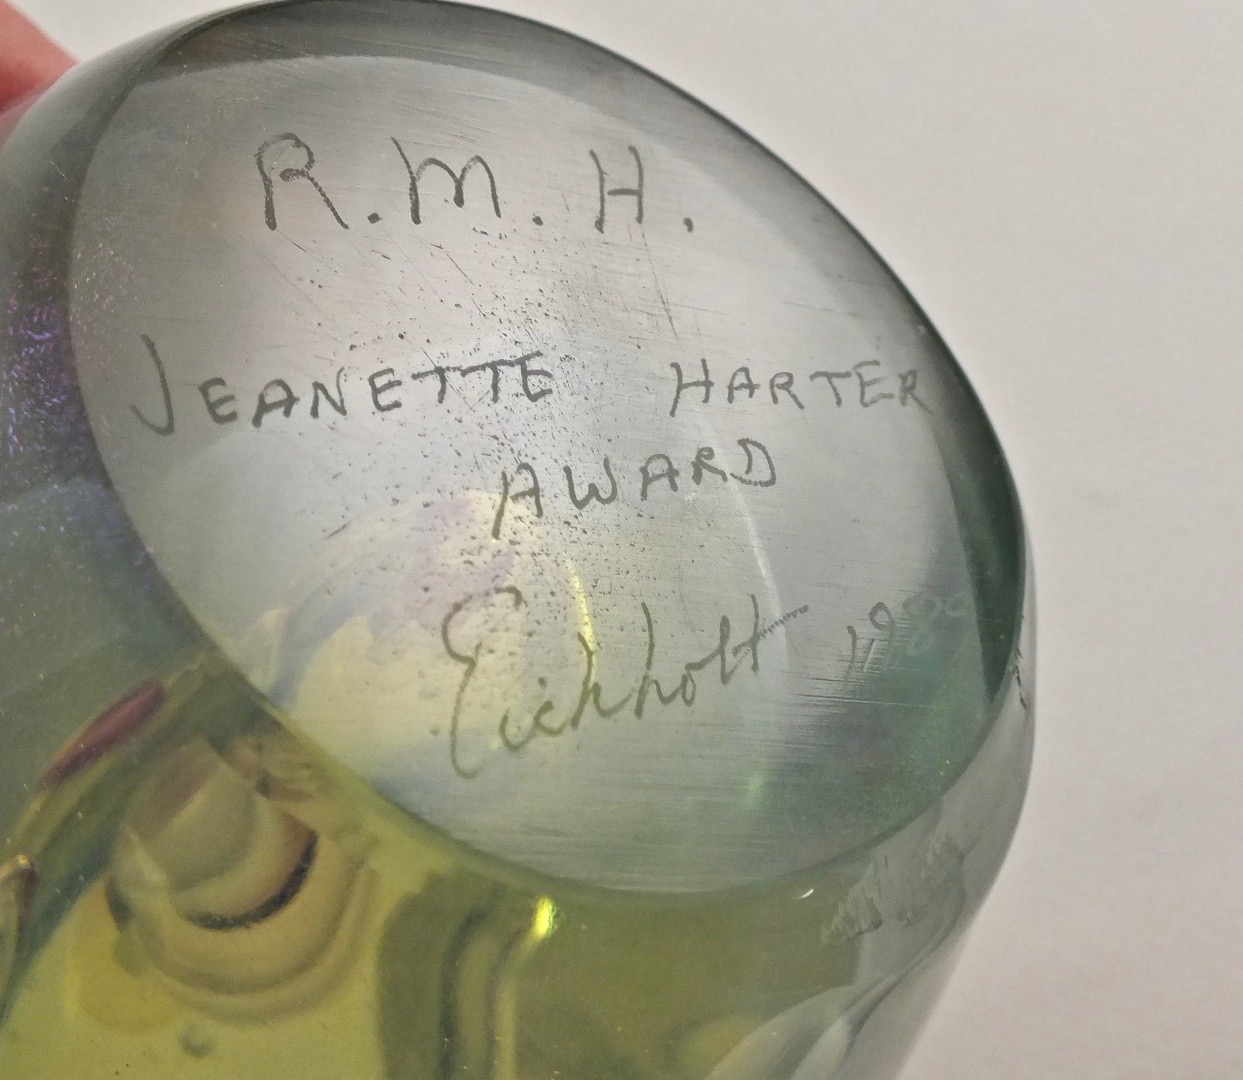 R. M. H.
JEANETTE HARTER
AWARD
Eickholt